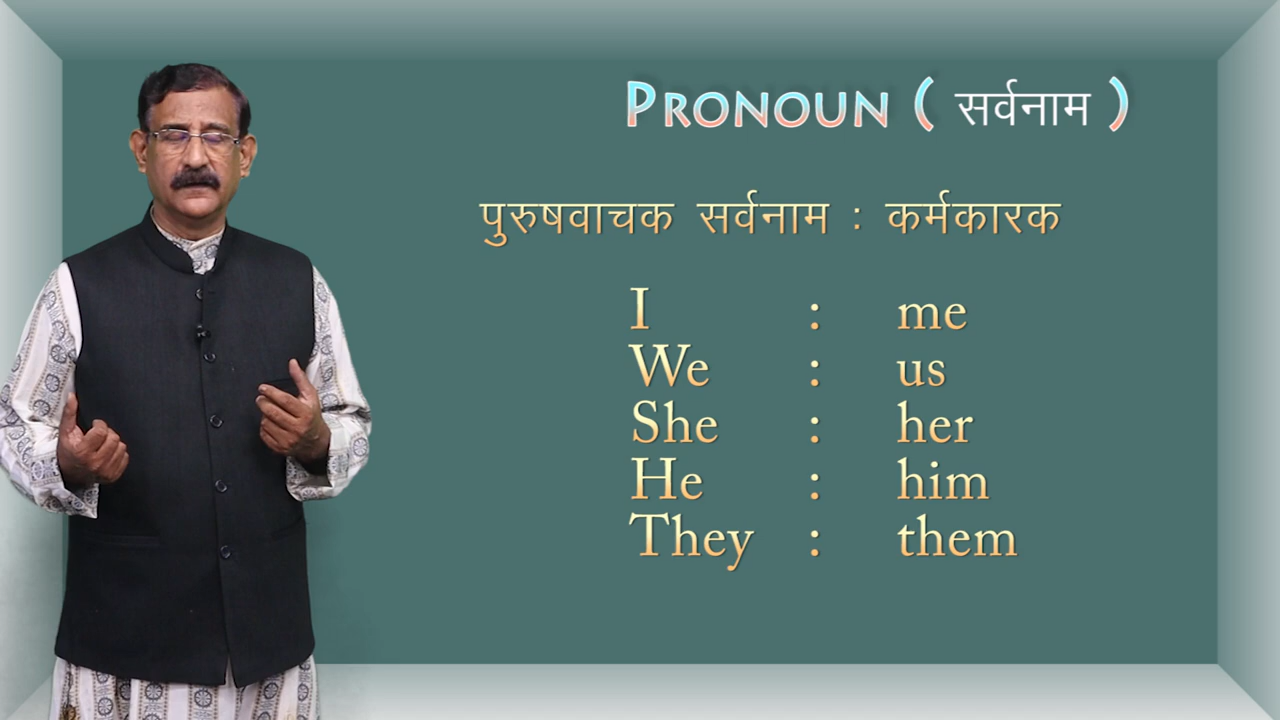 PRONOUN ( सर्वनाम )
पुरुषवाचक सर्वनाम : कर्मकारक
I : me
We : us
She : her
He : him
They : them